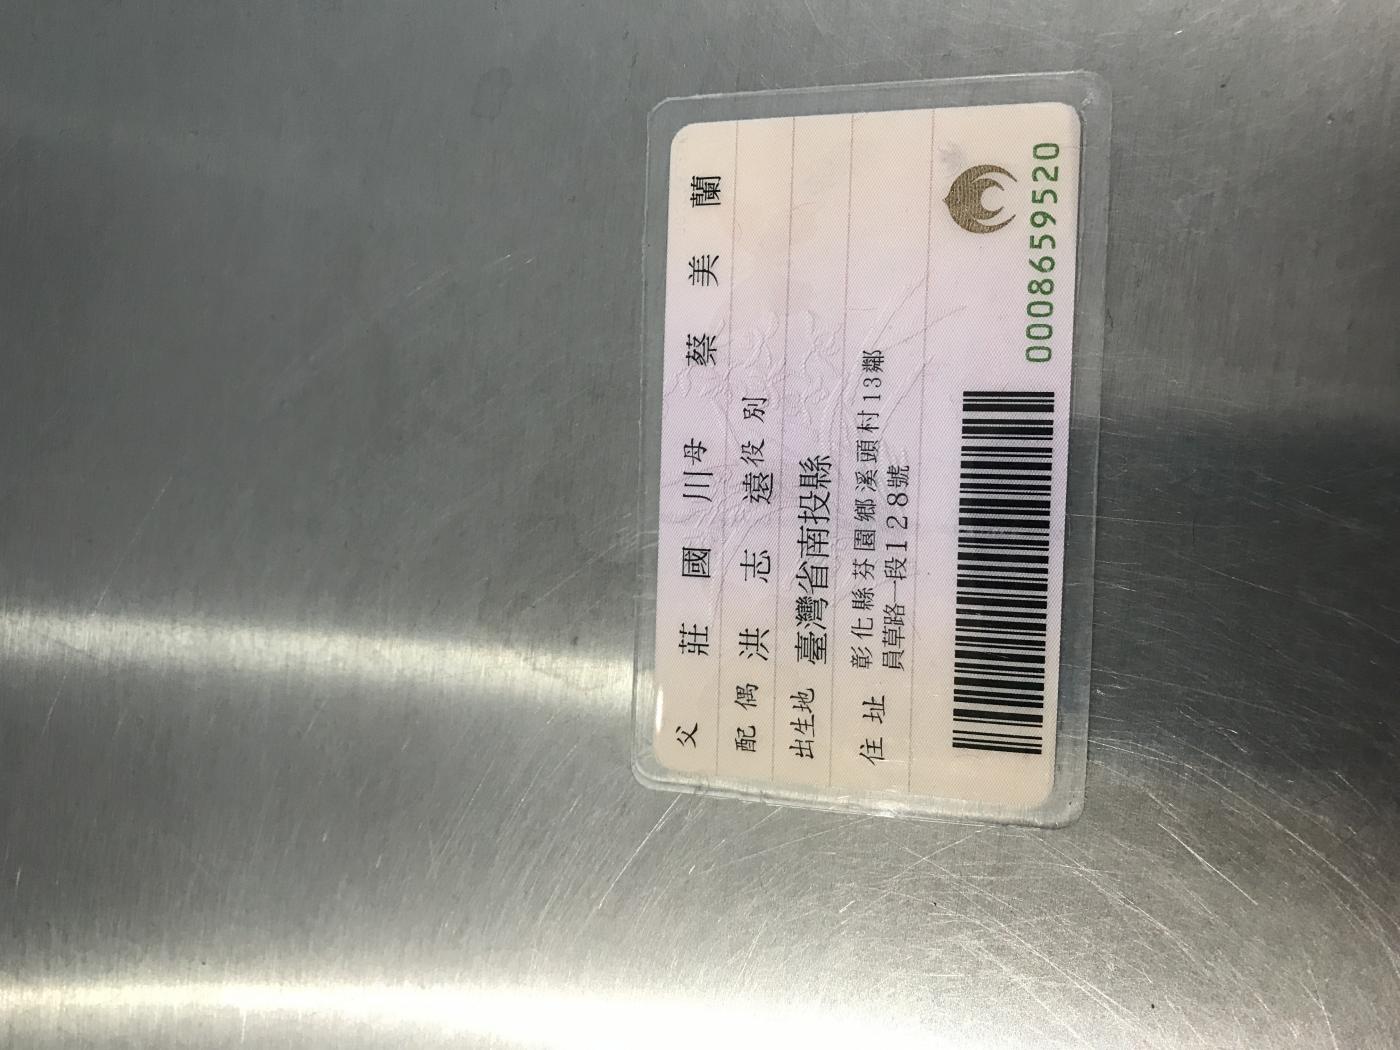 父 莊國川 母 蔡美蘭
配偶 洪志遠 役別
出生地 臺灣省南投縣
住址 彰化縣芬園鄉溪頭村13鄰
員草路一段128號
0008659520